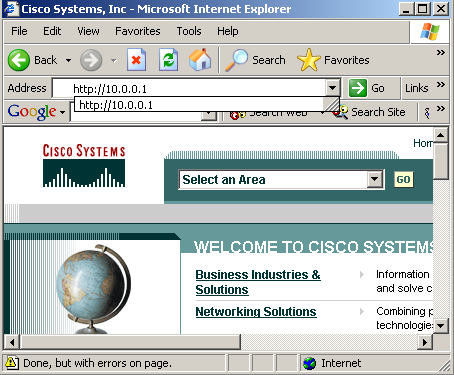 Cisco Systems, Inc - Microsoft Internet Explorer
File Edit View Favorites Tools Help
Back Search Favorites
Address http://10.0.0.1 Go Links
http://10.0.0.1
Google Search Web Search Site
CISCO SYSTEMS
Select an Area GO
WELCOME TO CISCO SYSTEMS
Business Industries & Solutions
Information
and solve c
Networking Solutions
Combining p
technologie
Done, but with errors on page. Internet